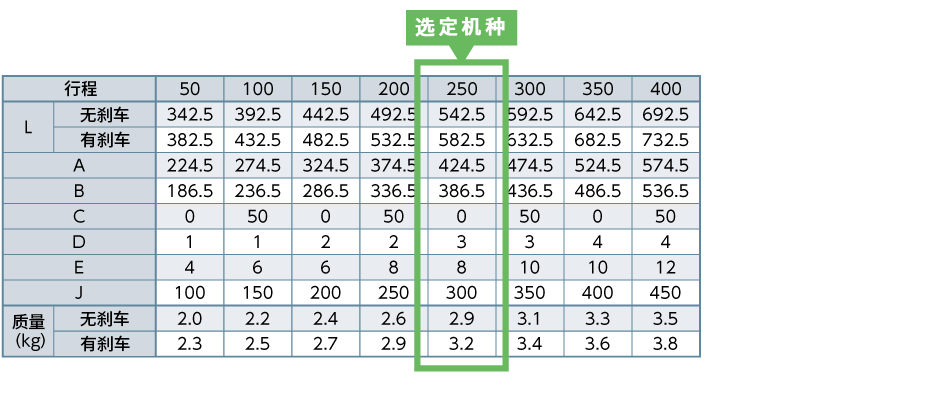 选定机种
行程 50 100 150 200 250 300 350 400
L 无刹车 342.5 392.5 442.5 492.5 542.5 592.5 642.5 692.5
有刹车 382.5 432.5 482.5 532.5 582.5 632.5 682.5 732.5
A 224.5 274.5 324.5 374.5 424.5 474.5 524.5 574.5
B 186.5 236.5 286.5 336.5 386.5 436.5 486.5 536.5
C 0 50 0 50 0 50 0 50
D 1 1 2 2 3 3 4 4
E 4 6 6 8 8 10 10 12
J 100 150 200 250 300 350 400 450
质量 (kg) 无刹车 2.0 2.2 2.4 2.6 2.9 3.1 3.3 3.5
有刹车 2.3 2.5 2.7 2.9 3.2 3.4 3.6 3.8